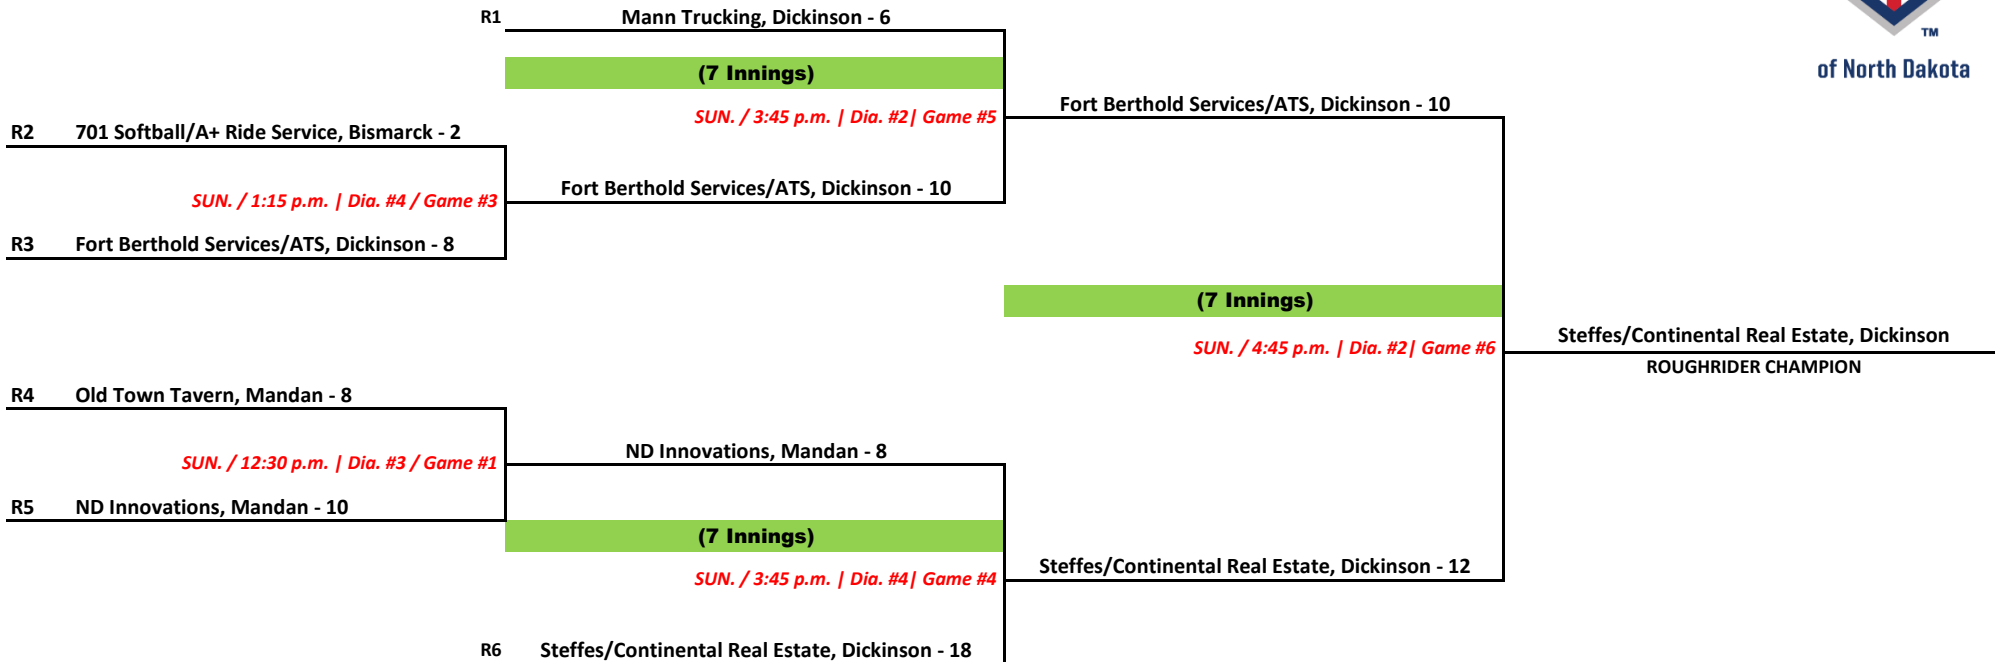 R1 Mann Trucking, Dickinson - 6
TM
of North Dakota
(7 Innings)
Fort Berthold Services/ATS, Dickinson - 10
SUN. / 3:45 p.m. | Dia. #2| Game #5
R2 701 Softball/A+ Ride Service, Bismarck - 2
Fort Berthold Services/ATS, Dickinson - 10
SUN. / 1:15 p.m. | Dia. #4 / Game #3
R3 Fort Berthold Services/ATS, Dickinson - 8
(7 Innings)
Steffes/Continental Real Estate, Dickinson
SUN. / 4:45 p.m. | Dia. #2| Game #6
ROUGHRIDER CHAMPION
R4 Old Town Tavern, Mandan - 8
ND Innovations, Mandan - 8
SUN. / 12:30 p.m. | Dia. #3 / Game #1
R5 ND Innovations, Mandan - 10
(7 Innings)
Steffes/Continental Real Estate, Dickinson - 12
SUN. / 3:45 p.m. | Dia. #4| Game #4
R6 Steffes/Continental Real Estate, Dickinson - 18